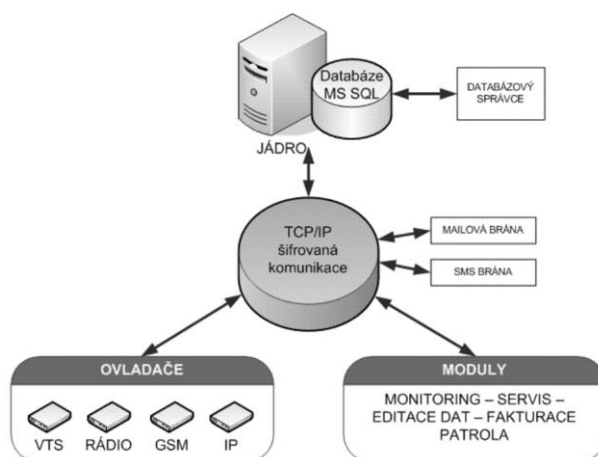 Databáze
MS SQL
DATABÁZOVÝ
SPRÁVCE
JÁDRO
TCP/IP
šifrovaná
komunikace
MAILOVÁ BRÁNA
SMS BRÁNA
OVLADAČE
VTS RÁDIO GSM IP
MODULY
MONITORING – SERVIS –
EDITACE DAT – FAKTURACE
PATROLA